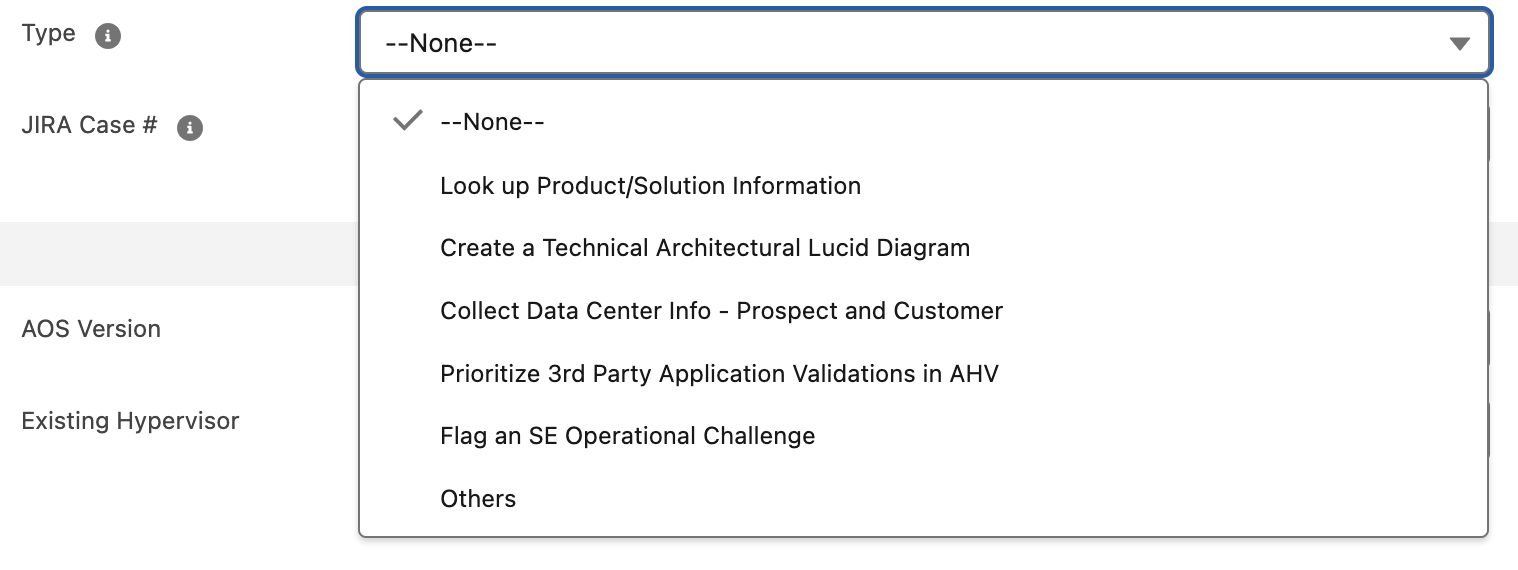 Type
--None--
JIRA Case #
--None--
Look up Product/Solution Information
Create a Technical Architectural Lucid Diagram
Collect Data Center Info - Prospect and Customer
AOS Version
Prioritize 3rd Party Application Validations in AHV
Existing Hypervisor
Flag an SE Operational Challenge
Others